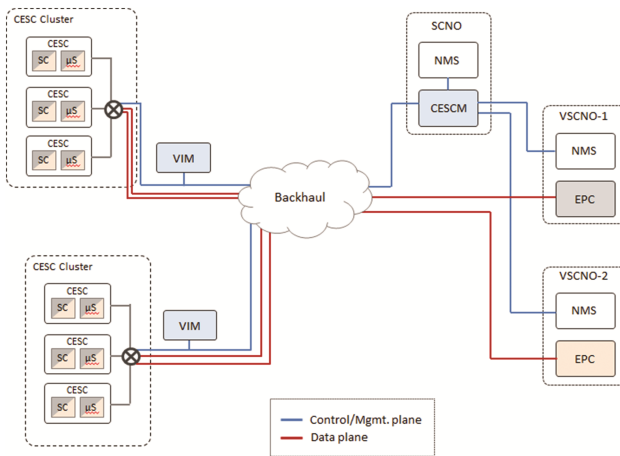 CESC Cluster
CESC
SC µS
CESC
SC µS
CESC
SC µS
VIM
SCNO
NMS
CESCM
VSCNO-1
NMS
EPC
Backhaul
CESC Cluster
CESC
SC µS
CESC
SC µS
CESC
SC µS
VIM
VSCNO-2
NMS
EPC
Control/Mgmt. plane
Data plane